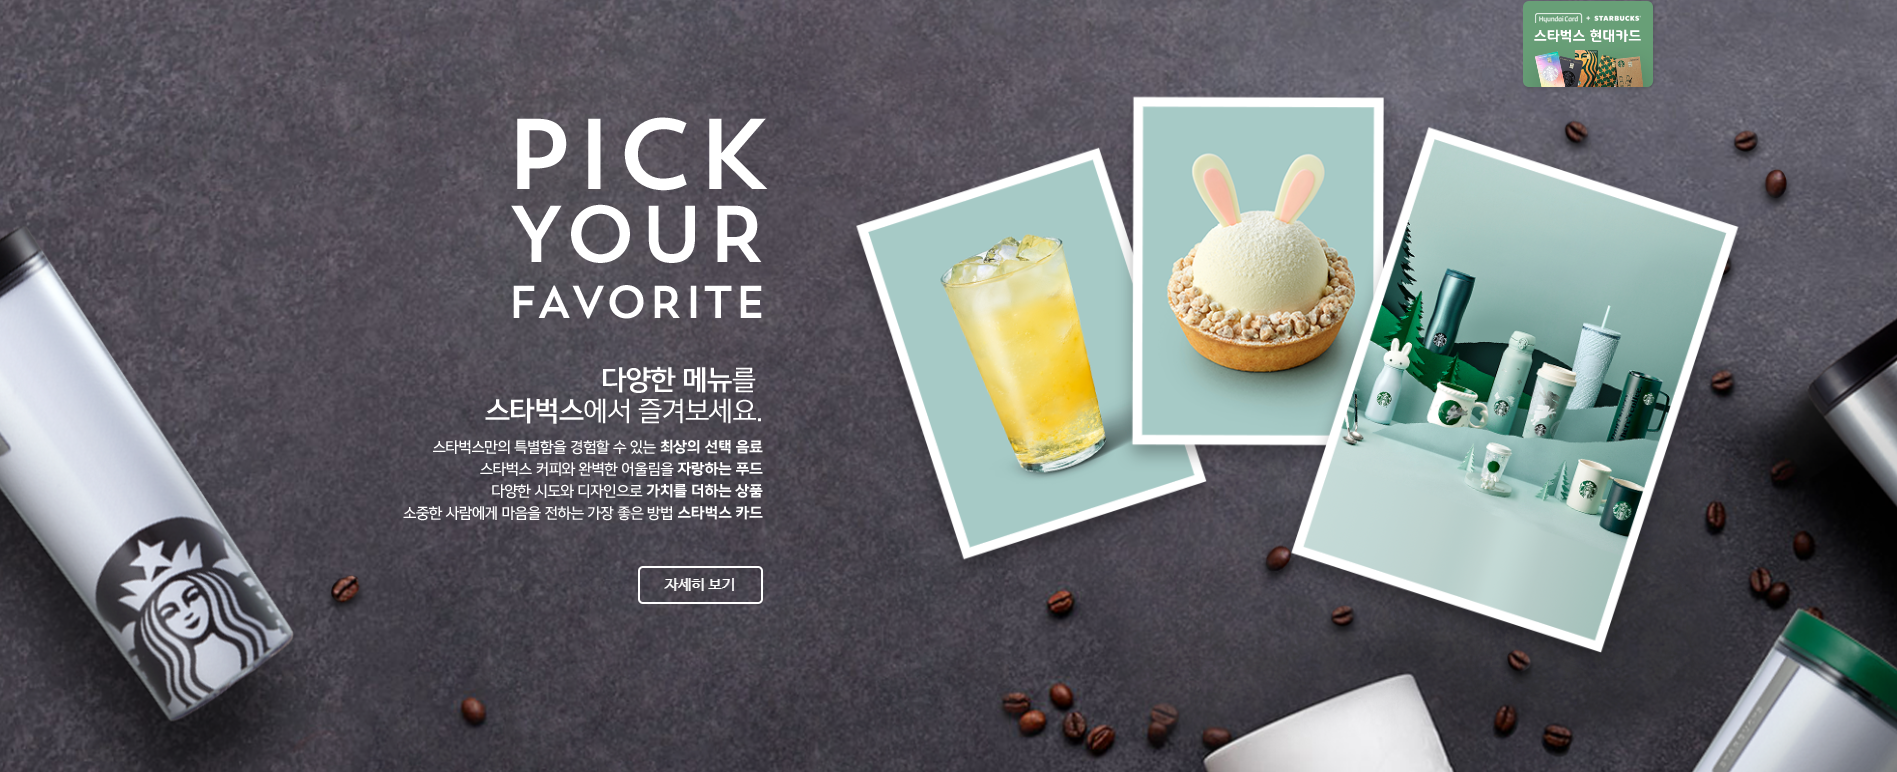 Hyundai Card + STARBUCKS
스타벅스 현대카드
PICK
YOUR
FAVORITE
다양한 메뉴를
스타벅스에서 즐겨보세요.
스타벅스만의 특별함을 경험할 수 있는 최상의 선택 음료
스타벅스 커피와 완벽한 어울림을 자랑하는 푸드
다양한 시도와 디자인으로 가치를 더하는 상품
소중한 사람에게 마음을 전하는 가장 좋은 방법 스타벅스 카드
자세히 보기